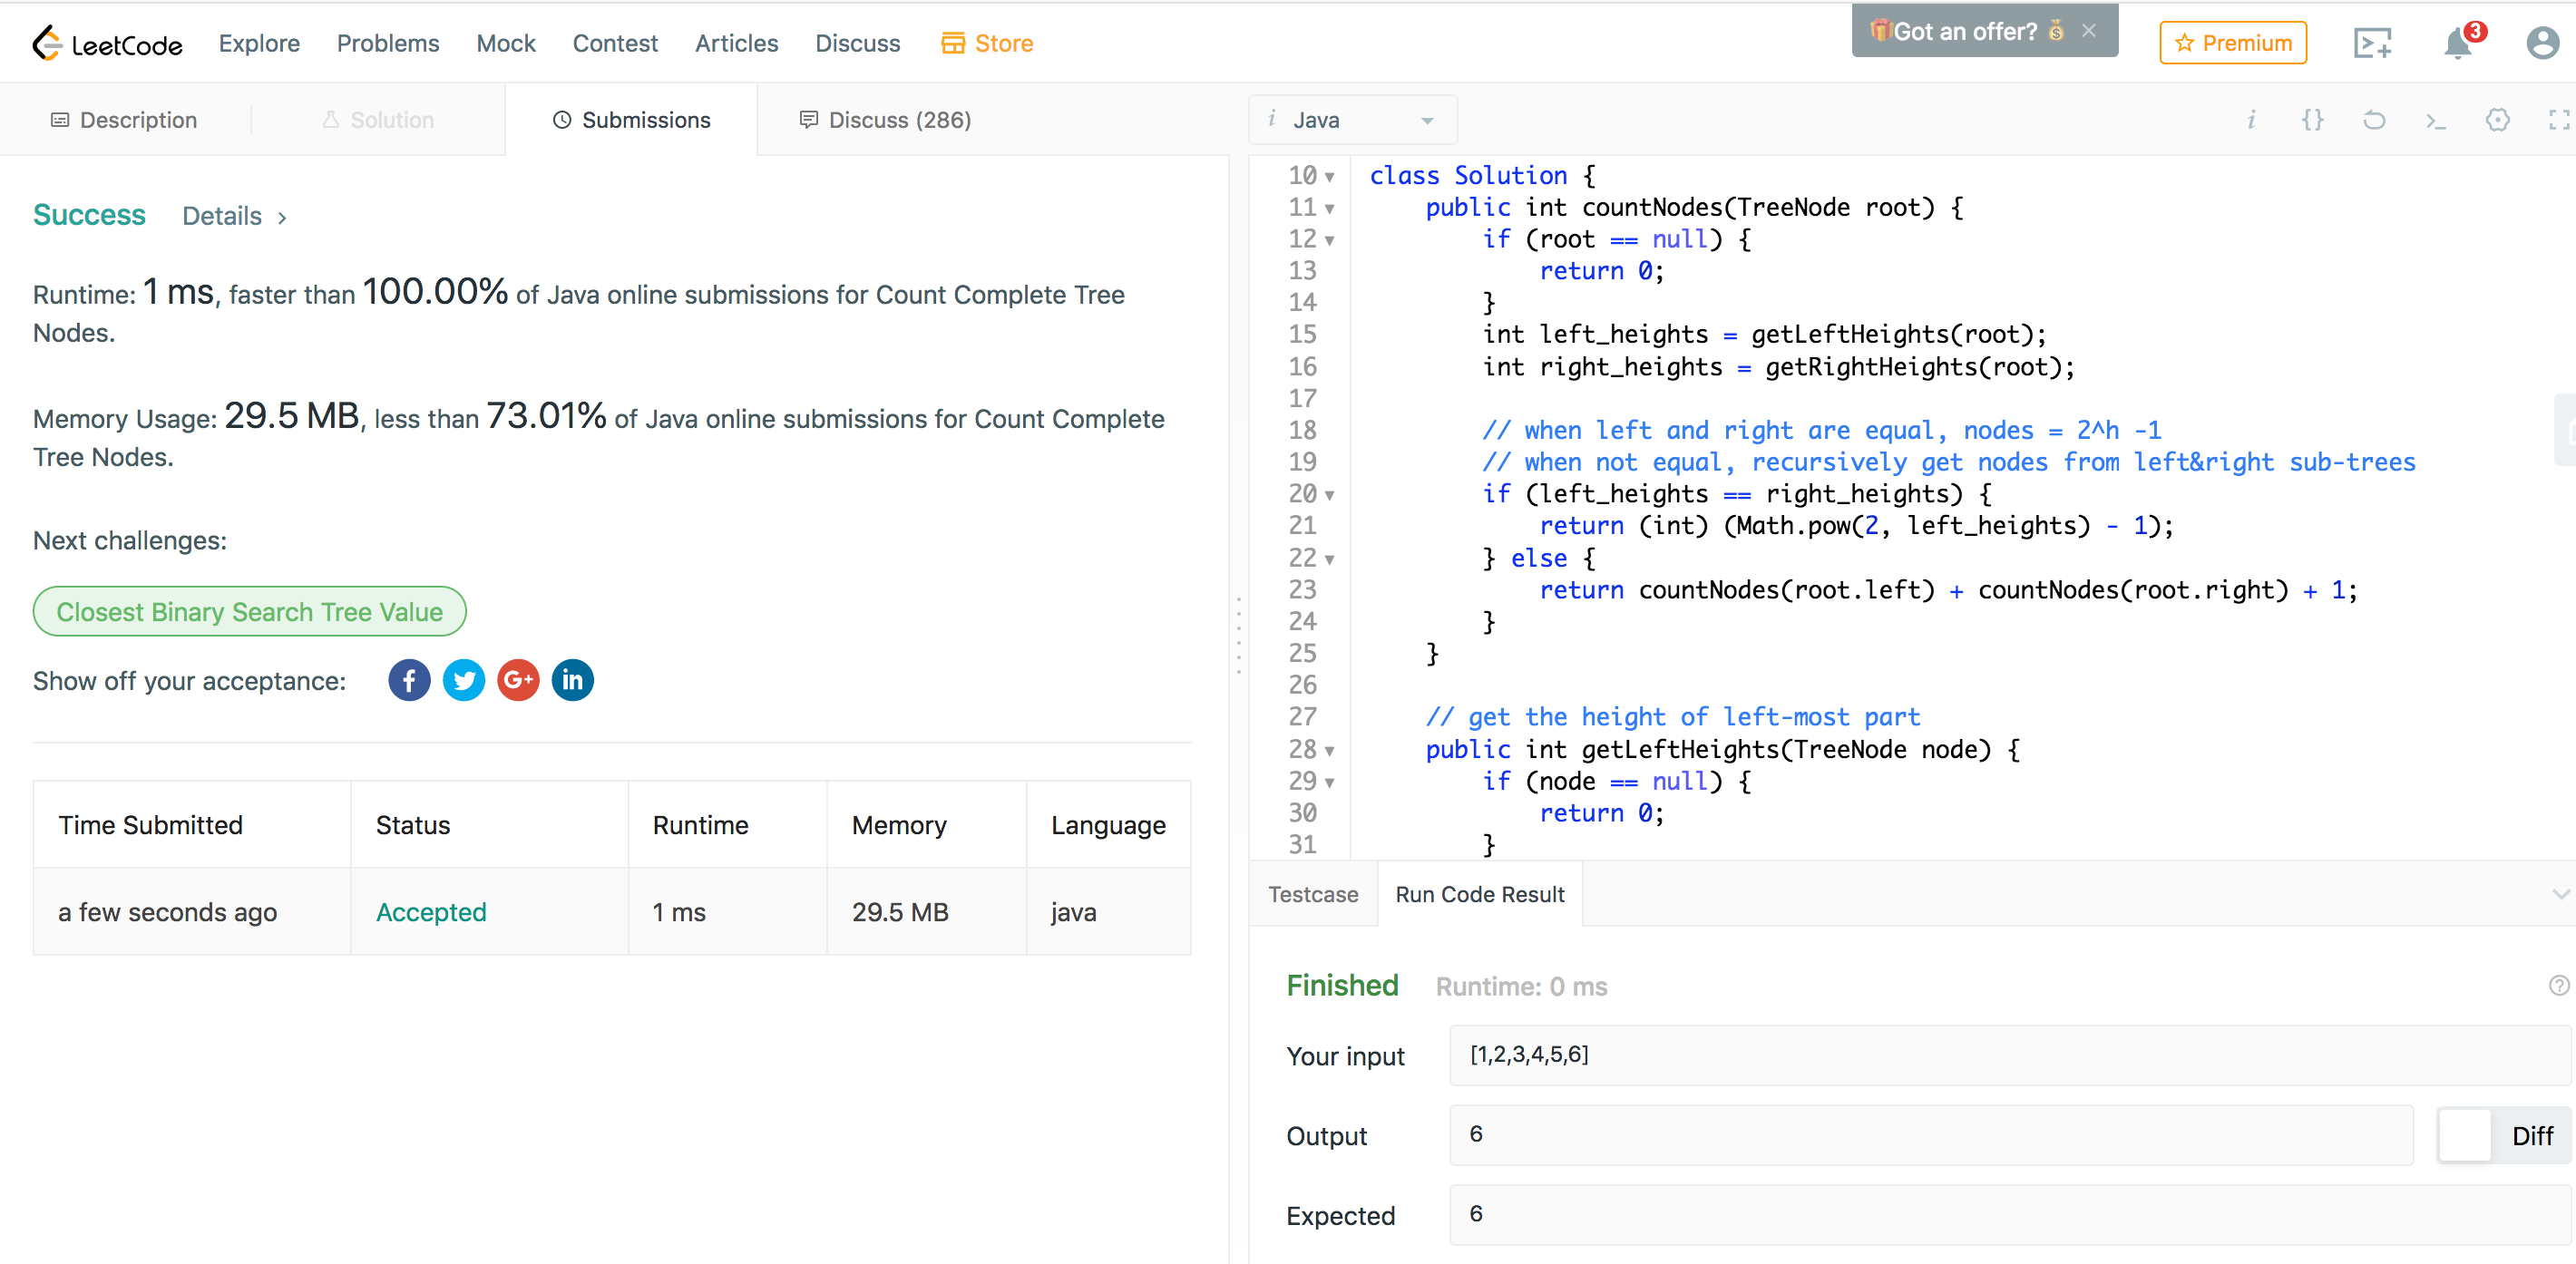 LeetCode Explore Problems Mock Contest Articles Discuss Store Got an offer? Premium 3
Description Solution Submissions Discuss (286)
Success Details
Runtime: 1 ms, faster than 100.00% of Java online submissions for Count Complete Tree
Nodes.
Memory Usage: 29.5 MB, less than 73.01% of Java online submissions for Count Complete
Tree Nodes.
Next challenges:
Closest Binary Search Tree Value
Show off your acceptance: f G+ in
Time Submitted Status Runtime Memory Language
a few seconds ago Accepted 1 ms 29.5 MB java
i Java i {} >_
10 class Solution {
11 public int countNodes(TreeNode root) {
12 if (root == null) {
13 return 0;
14 }
15 int left_heights = getLeftHeights(root);
16 int right_heights = getRightHeights(root);
17
18 // when left and right are equal, nodes = 2^h -1
19 // when not equal, recursively get nodes from left&right sub-trees
20 if (left_heights == right_heights) {
21 return (int) (Math.pow(2, left_heights) - 1);
22 } else {
23 return countNodes(root.left) + countNodes(root.right) + 1;
24 }
25 }
26
27 // get the height of left-most part
28 public int getLeftHeights(TreeNode node) {
29 if (node == null) {
30 return 0;
31 }
Testcase Run Code Result
Finished Runtime: 0 ms
Your input [1,2,3,4,5,6]
Output 6 Diff
Expected 6